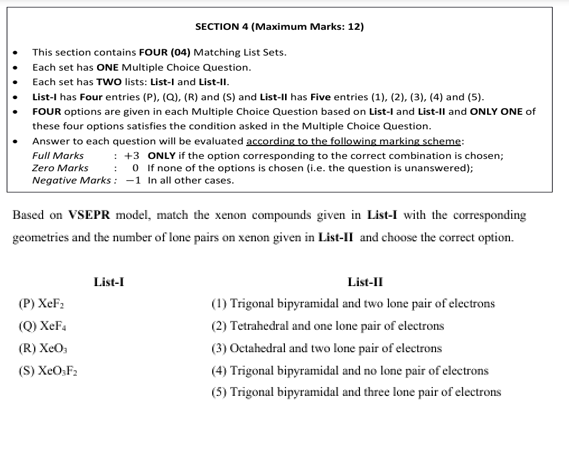 SECTION 4 (Maximum Marks: 12)
• This section contains FOUR (04) Matching List Sets.
• Each set has ONE Multiple Choice Question.
• Each set has TWO lists: List-I and List-II.
• List-I has Four entries (P), (Q), (R) and (S) and List-II has Five entries (1), (2), (3), (4) and (5).
• FOUR options are given in each Multiple Choice Question based on List-I and List-II and ONLY ONE of
these four options satisfies the condition asked in the Multiple Choice Question.
• Answer to each question will be evaluated according to the following marking scheme:
Full Marks : +3 ONLY if the option corresponding to the correct combination is chosen;
Zero Marks : 0 If none of the options is chosen (i.e. the question is unanswered);
Negative Marks : −1 In all other cases.
Based on VSEPR model, match the xenon compounds given in List-I with the corresponding
geometries and the number of lone pairs on xenon given in List-II and choose the correct option.
List-I List-II
(P) XeF₂ (1) Trigonal bipyramidal and two lone pair of electrons
(Q) XeF₄ (2) Tetrahedral and one lone pair of electrons
(R) XeO₃ (3) Octahedral and two lone pair of electrons
(S) XeO₃F₂ (4) Trigonal bipyramidal and no lone pair of electrons
(5) Trigonal bipyramidal and three lone pair of electrons